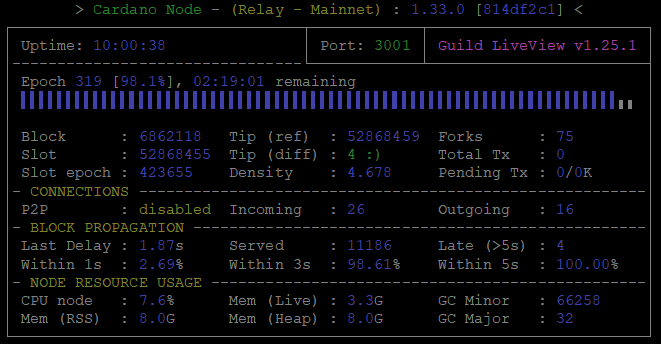 > Cardano Node - (Relay - Mainnet) : 1.33.0 [814df2c1] <
Uptime: 10:00:38 Port: 3001 Guild LiveView v1.25.1
Epoch 319 [98.1%], 02:19:01 remaining
Block : 6862118 Tip (ref) : 52868459 Forks : 75
Slot : 52868455 Tip (diff) : 4 :) Total Tx : 0
Slot epoch : 423655 Density : 4.678 Pending Tx : 0/0K
- CONNECTIONS
P2P : disabled Incoming : 26 Outgoing : 16
- BLOCK PROPAGATION
Last Delay : 1.87s Served : 11186 Late (>5s) : 4
Within 1s : 2.69% Within 3s : 98.61% Within 5s : 100.00%
- NODE RESOURCE USAGE
CPU node : 7.6% Mem (Live) : 3.3G GC Minor : 66258
Mem (RSS) : 8.0G Mem (Heap) : 8.0G GC Major : 32